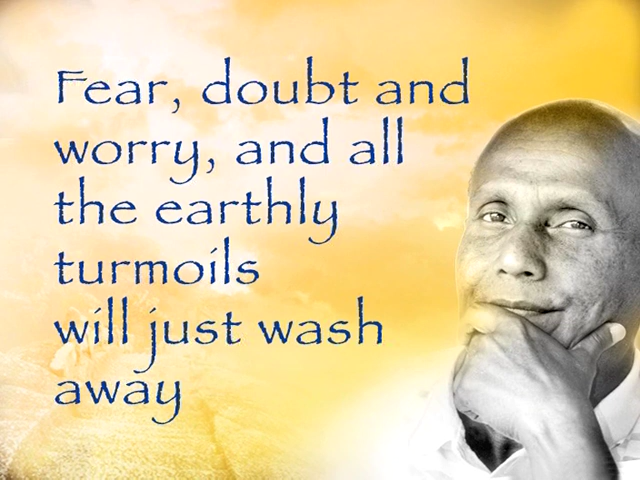 Fear, doubt and
worry, and all
the earthly
turmoils
will just wash
away